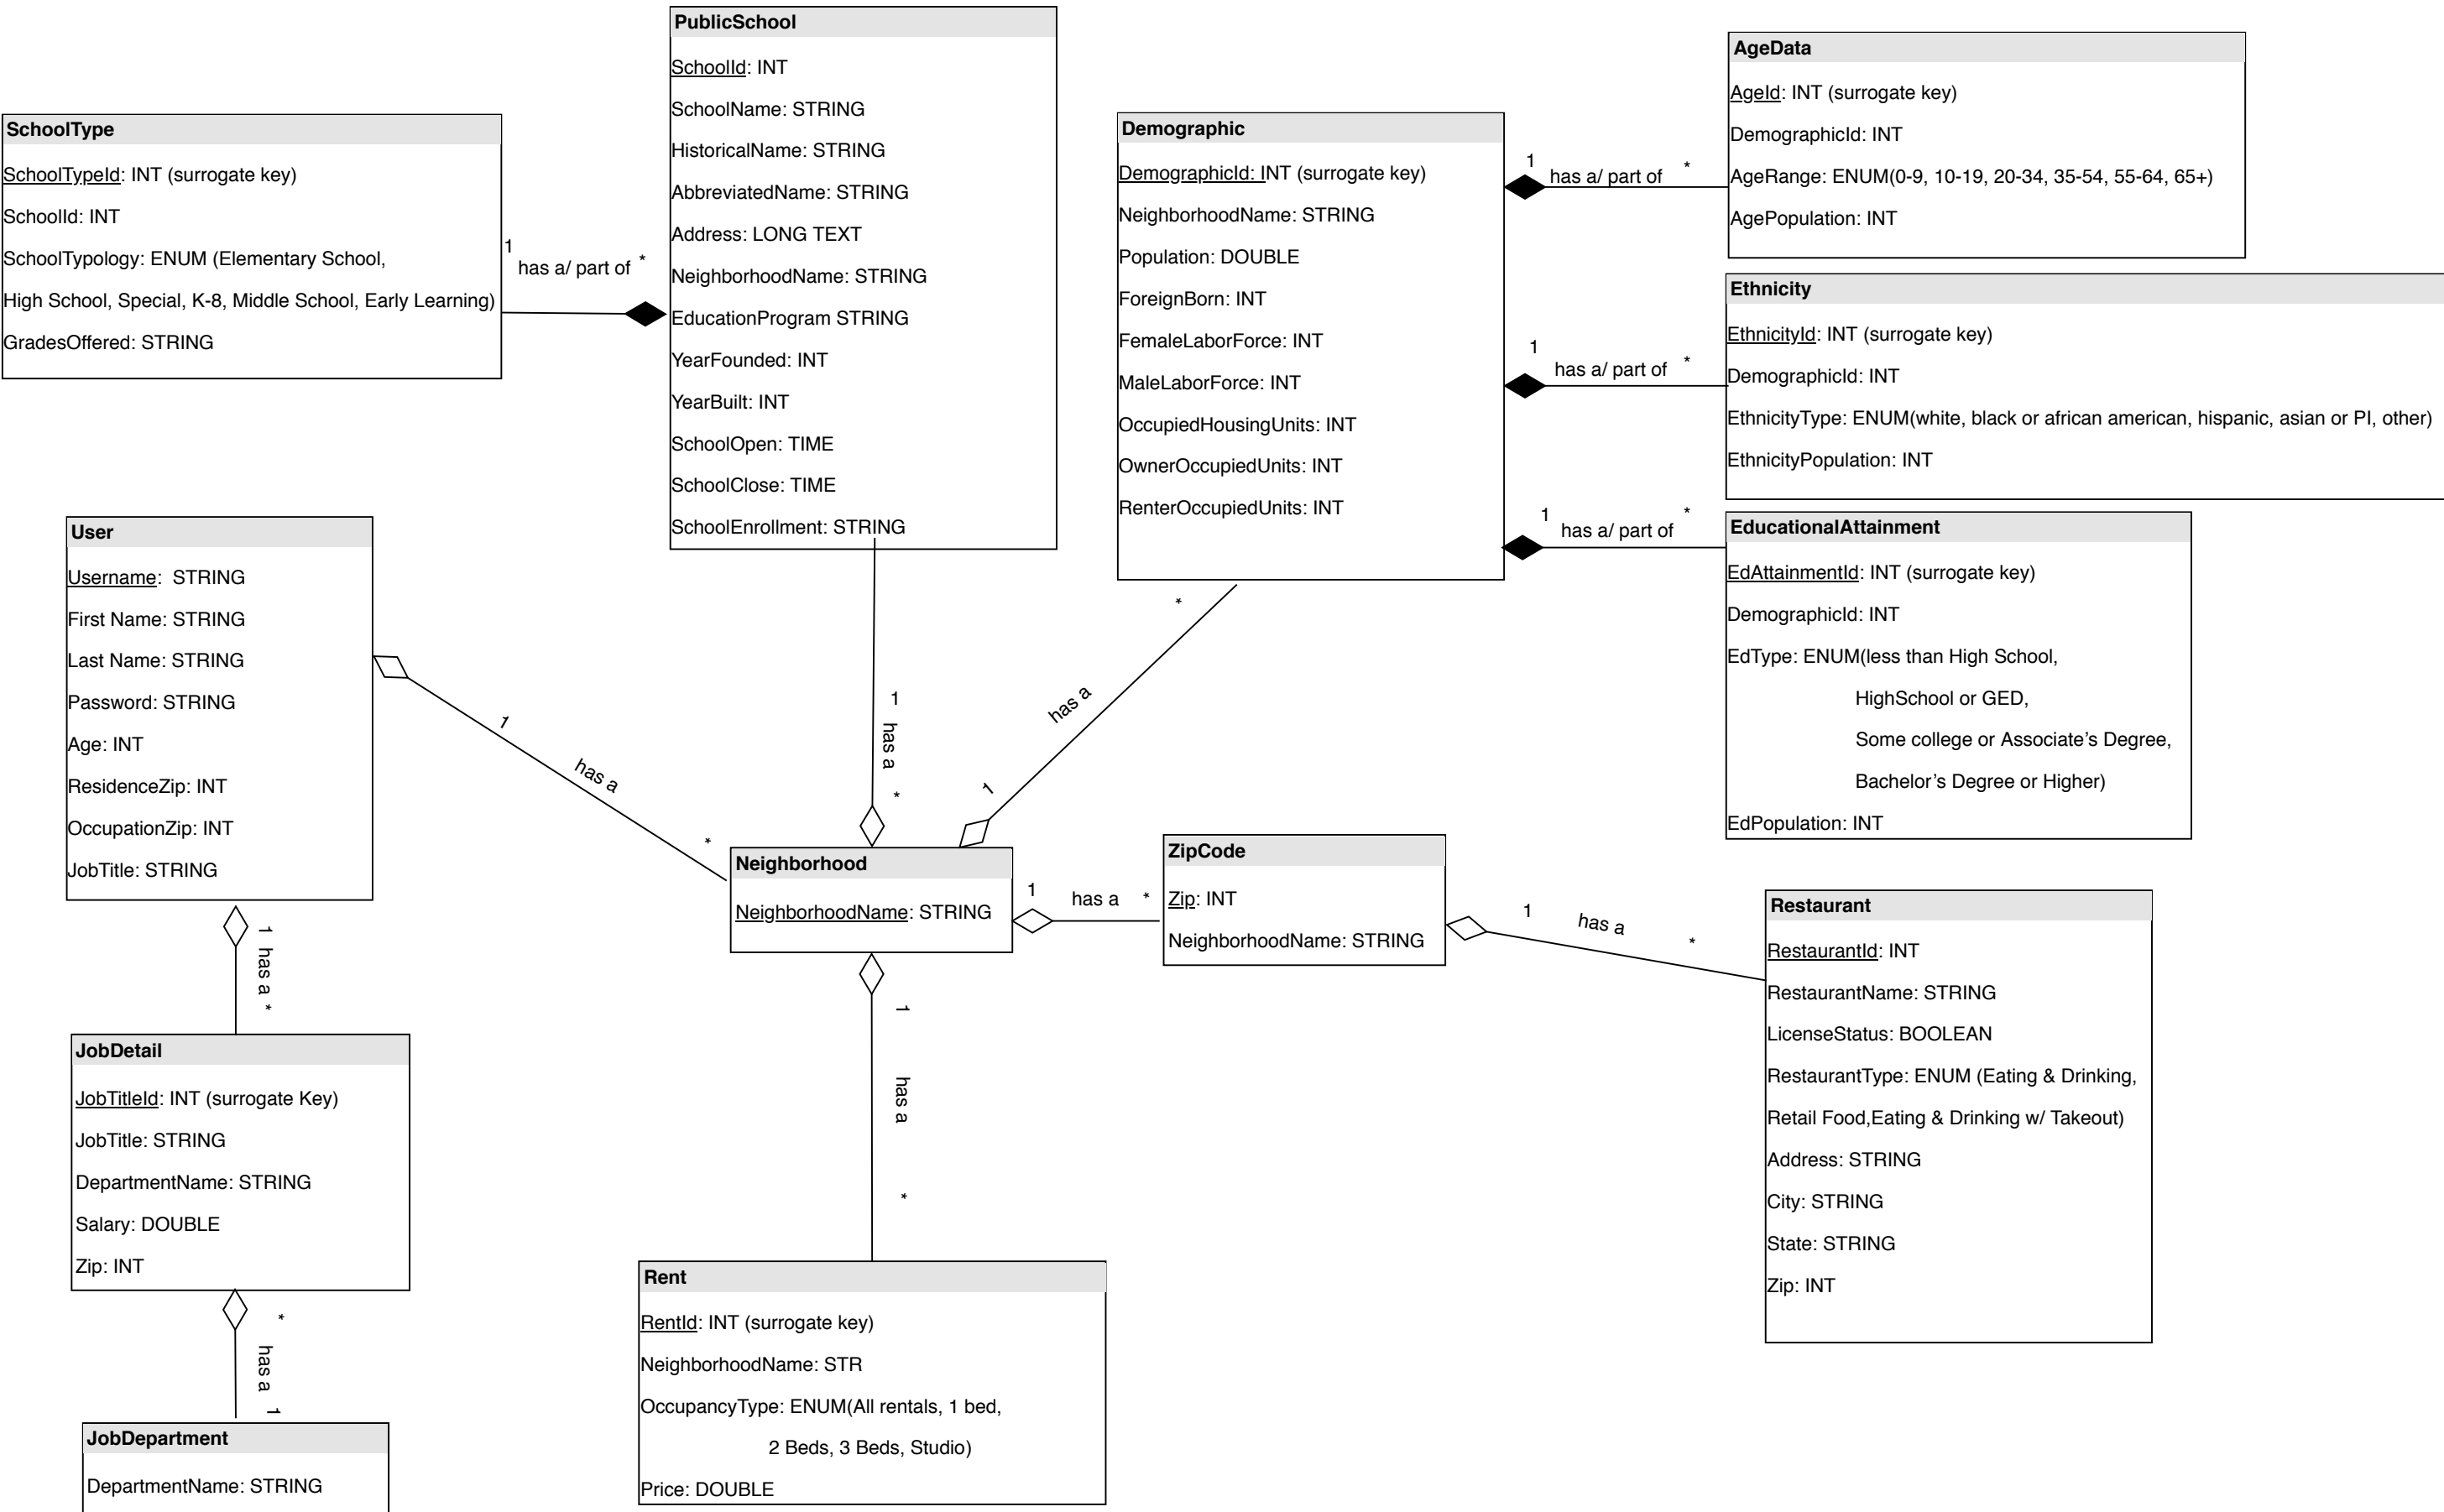 PublicSchool
SchoolId: INT
SchoolName: STRING
HistoricalName: STRING
AbbreviatedName: STRING
Address: LONG TEXT
NeighborhoodName: STRING
EducationProgram STRING
YearFounded: INT
YearBuilt: INT
SchoolOpen: TIME
SchoolClose: TIME
SchoolEnrollment: STRING
SchoolType
SchoolTypeId: INT (surrogate key)
SchoolId: INT
SchoolTypology: ENUM (Elementary School,
High School, Special, K-8, Middle School, Early Learning)
GradesOffered: STRING
1
has a/ part of *
Demographic
DemographicId: INT (surrogate key)
NeighborhoodName: STRING
Population: DOUBLE
ForeignBorn: INT
FemaleLaborForce: INT
MaleLaborForce: INT
OccupiedHousingUnits: INT
OwnerOccupiedUnits: INT
RenterOccupiedUnits: INT
1
has a/ part of *
AgeData
AgeId: INT (surrogate key)
DemographicId: INT
AgeRange: ENUM(0-9, 10-19, 20-34, 35-54, 55-64, 65+)
AgePopulation: INT
1
has a/ part of *
Ethnicity
EthnicityId: INT (surrogate key)
DemographicId: INT
EthnicityType: ENUM(white, black or african american, hispanic, asian or PI, other)
EthnicityPopulation: INT
1
has a/ part of *
EducationalAttainment
EdAttainmentId: INT (surrogate key)
DemographicId: INT
EdType: ENUM(less than High School,
HighSchool or GED,
Some college or Associate’s Degree,
Bachelor’s Degree or Higher)
EdPopulation: INT
User
Username: STRING
First Name: STRING
Last Name: STRING
Password: STRING
Age: INT
ResidenceZip: INT
OccupationZip: INT
JobTitle: STRING
1
has a
*
1
has a
*
*
has a
1
Neighborhood
NeighborhoodName: STRING
1 has a *
ZipCode
Zip: INT
NeighborhoodName: STRING
1 has a *
Restaurant
RestaurantId: INT
RestaurantName: STRING
LicenseStatus: BOOLEAN
RestaurantType: ENUM (Eating & Drinking,
Retail Food,Eating & Drinking w/ Takeout)
Address: STRING
City: STRING
State: STRING
Zip: INT
1 has a *
JobDetail
JobTitleId: INT (surrogate Key)
JobTitle: STRING
DepartmentName: STRING
Salary: DOUBLE
Zip: INT
* has a 1
JobDepartment
DepartmentName: STRING
1
has a
*
Rent
RentId: INT (surrogate key)
NeighborhoodName: STR
OccupancyType: ENUM(All rentals, 1 bed,
2 Beds, 3 Beds, Studio)
Price: DOUBLE